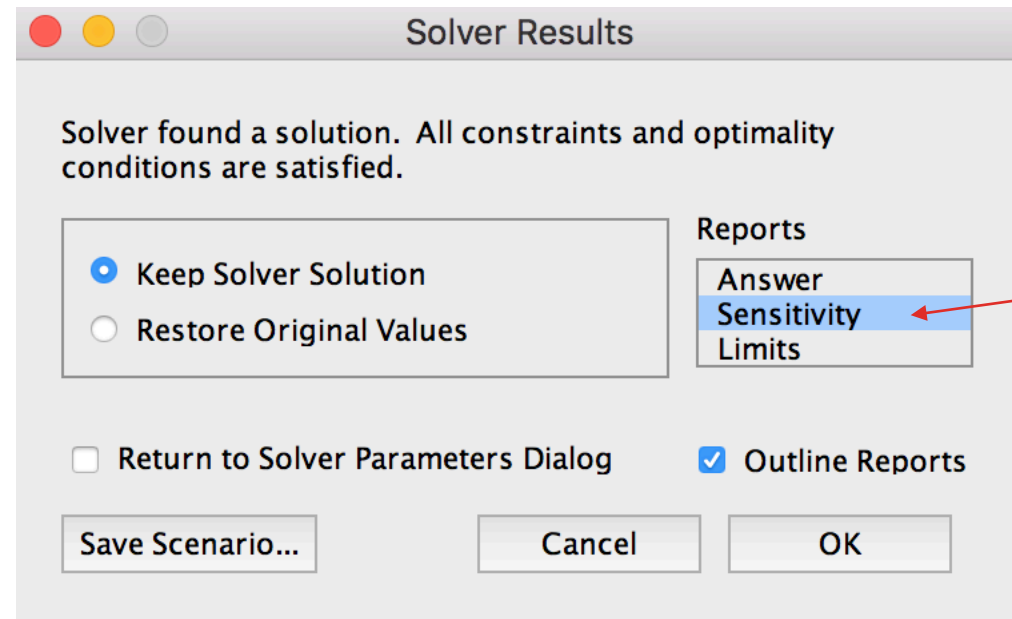 Solver Results
Solver found a solution. All constraints and optimality
conditions are satisfied.
Keep Solver Solution
Restore Original Values
Reports
Answer
Sensitivity
Limits
Return to Solver Parameters Dialog
Outline Reports
Save Scenario...
Cancel
OK